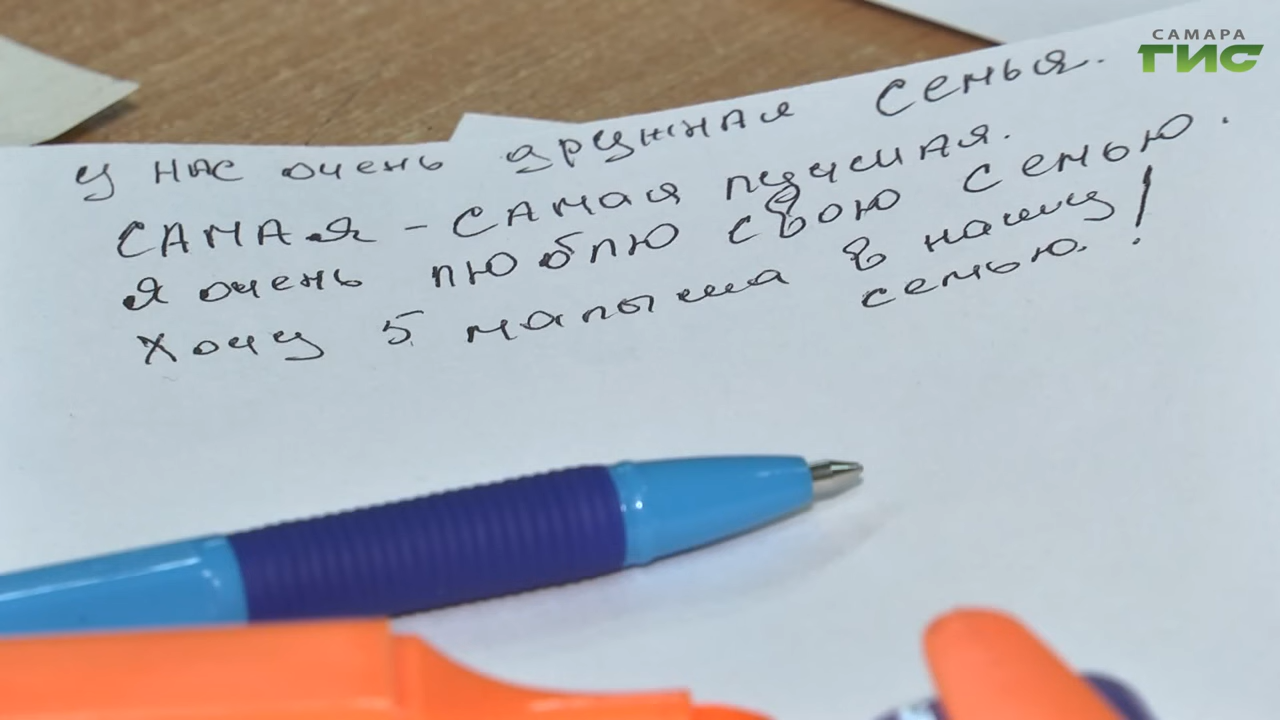 САМАРА
ГИС
У НАС очень дружная семья.
САМАЯ - САМАЯ лучшая.
Я очень люблю свою семью.
Хочу 5 малыша в нашу
семью!